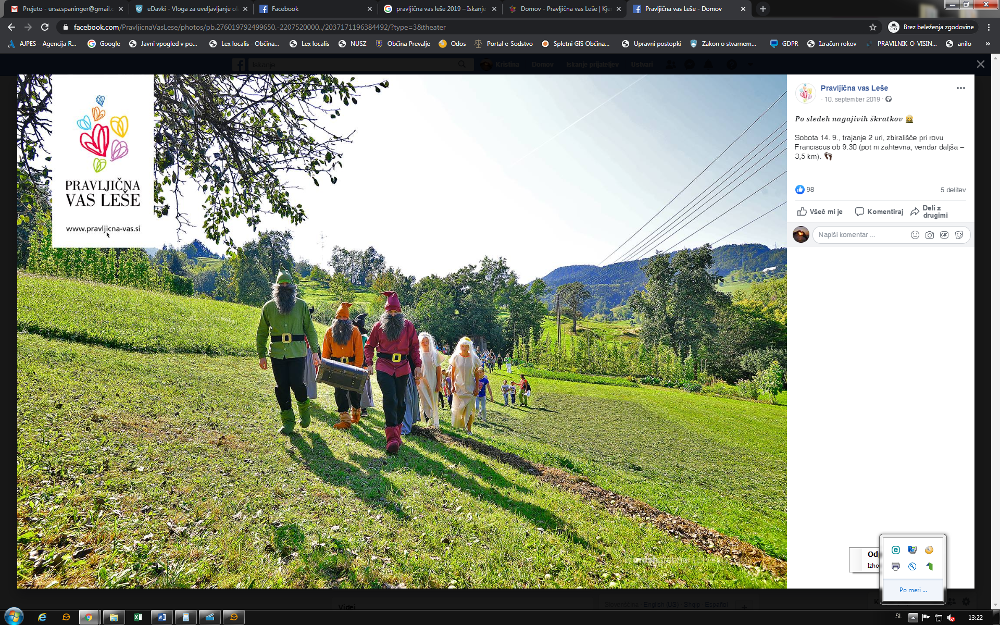 Prejeto - ursa.spaninger@gmail.c
eDavki - Vloga za uveljavljanje ol
Facebook
pravljična vas leše 2019 – Iskanje
Domov - Pravljična vas Leše | Kje
Pravljična vas Leše - Domov
facebook.com/PravljicnaVasLese/photos/pb.276019792499650.-2207520000../2037171196384492/?type=3&theater
Brez beleženja zgodovine
AJPES – Agencija R...
Google
Javni vpogled v po...
Lex localis - Občina...
Lex localis
NUSZ
Občina Prevalje
Odos
Portal e-Sodstvo
Spletni GIS Občina...
Upravni postopki
Zakon o stvarnem...
GDPR
Izračun rokov
PRAVILNIK-O-VISIN...
anilo
»
Iskanje
Kristina
Domov
Iskanje prijateljev
Ustvari
PRAVLJIČNA
VAS LEŠE
www.pravljicna-vas.si
Pravljična vas Leše
· 10. september 2019 ·
Po sledeh nagajivih škratkov
Sobota 14. 9., trajanje 2 uri, zbirališče pri rovu
Franciscus ob 9.30 (pot ni zahtevna, vendar daljša –
3,5 km).
98
5 delitev
Všeč mi je
Komentiraj
Deli z
drugimi
Napiši komentar ...
GIF
Odp
Izho
Po meri ...
Videi
Slovenščina English (US) Shqip Español
SL
13:22